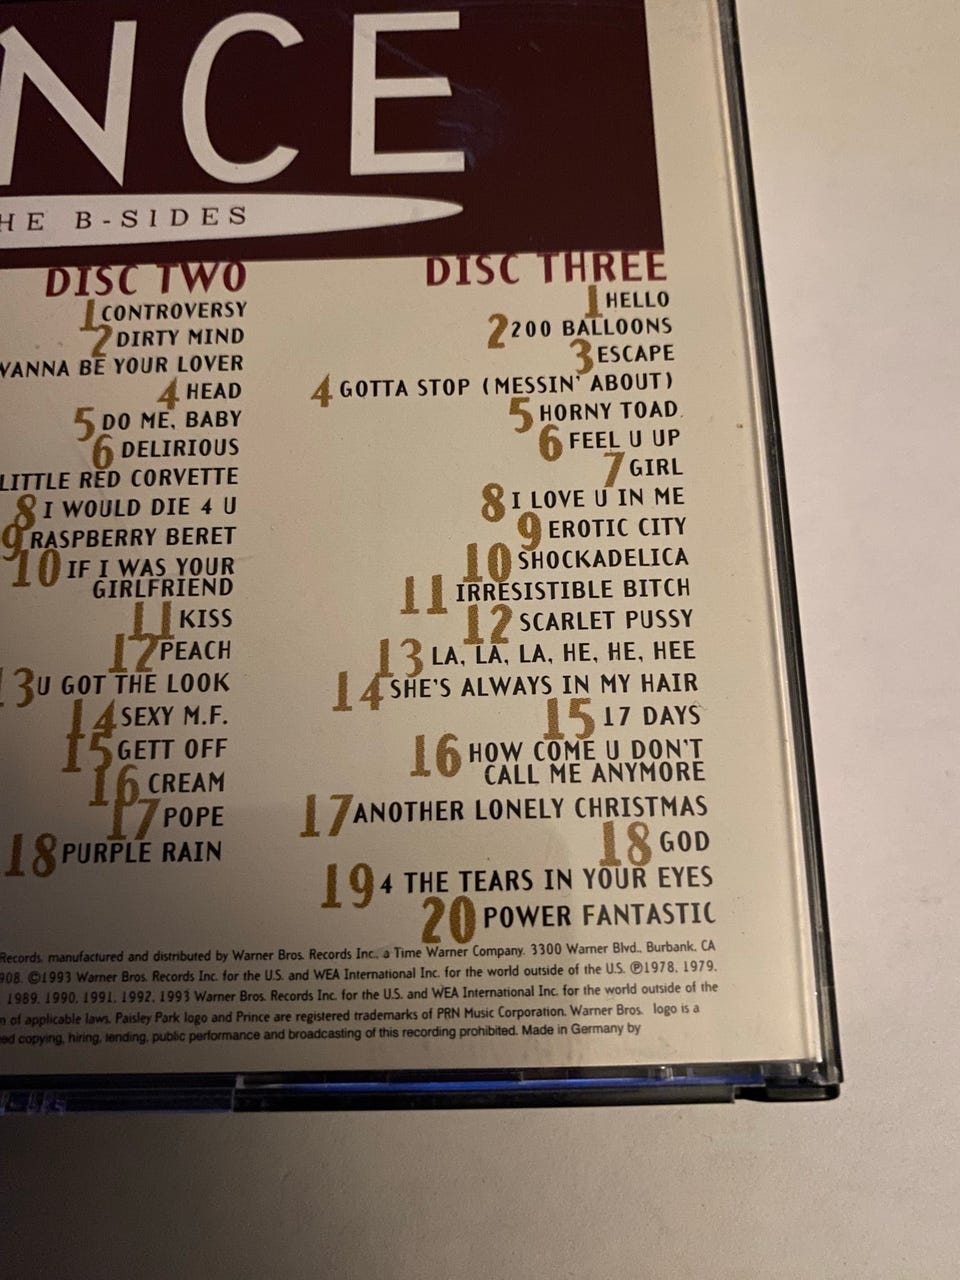 NCE
HE B-SIDES
DISC TWO
1 CONTROVERSY
2 DIRTY MIND
WANNA BE YOUR LOVER
4 HEAD
5 DO ME, BABY
6 DELIRIOUS
LITTLE RED CORVETTE
8 I WOULD DIE 4 U
9 RASPBERRY BERET
10 IF I WAS YOUR
GIRLFRIEND
11 KISS
12 PEACH
13 U GOT THE LOOK
14 SEXY M.F.
15 GETT OFF
16 CREAM
17 POPE
18 PURPLE RAIN
DISC THREE
1 HELLO
2 200 BALLOONS
3 ESCAPE
4 GOTTA STOP (MESSIN' ABOUT)
5 HORNY TOAD
6 FEEL U UP
7 GIRL
8 I LOVE U IN ME
9 EROTIC CITY
10 SHOCKADELICA
11 IRRESISTIBLE BITCH
12 SCARLET PUSSY
13 LA, LA, LA, HE, HE, HEE
14 SHE'S ALWAYS IN MY HAIR
15 17 DAYS
16 HOW COME U DON'T
CALL ME ANYMORE
17 ANOTHER LONELY CHRISTMAS
18 GOD
19 4 THE TEARS IN YOUR EYES
20 POWER FANTASTIC
Records, manufactured and distributed by Warner Bros. Records Inc., a Time Warner Company. 3300 Warner Blvd., Burbank, CA
908. ©1993 Warner Bros. Records Inc. for the U.S. and WEA International Inc. for the world outside of the U.S. ℗1978, 1979,
1989, 1990, 1991, 1992, 1993 Warner Bros. Records Inc. for the U.S. and WEA International Inc. for the world outside of the
n of applicable laws. Paisley Park logo and Prince are registered trademarks of PRN Music Corporation. Warner Bros. logo is a
ed copying, hiring, lending, public performance and broadcasting of this recording prohibited. Made in Germany by